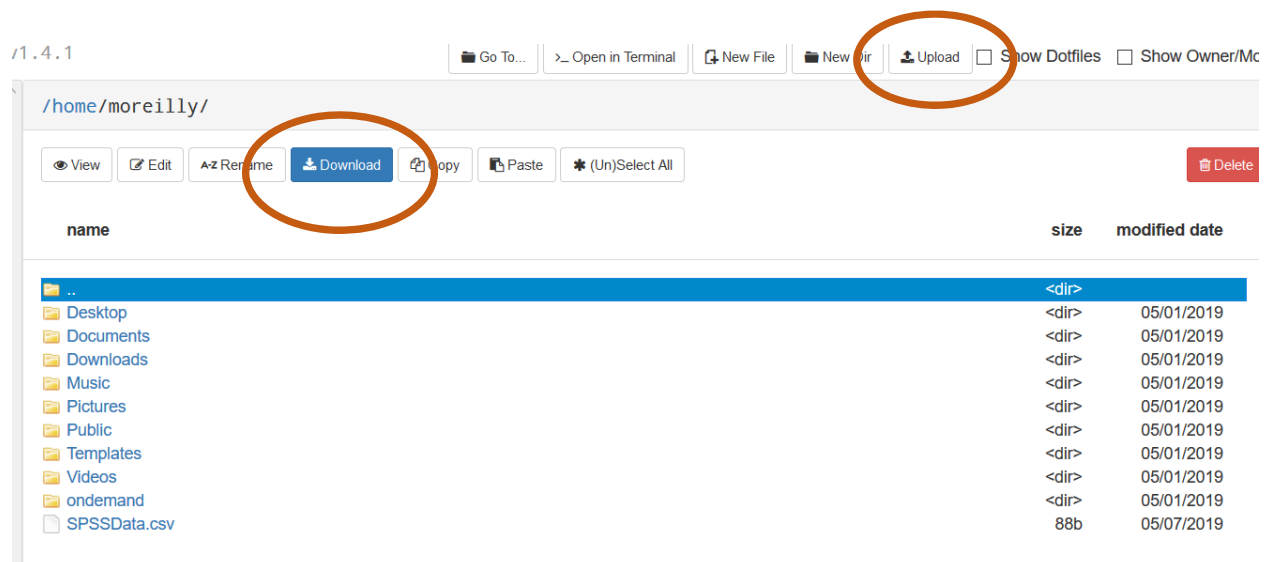 v1.4.1
Go To... >_ Open in Terminal New File New Dir Upload Show Dotfiles Show Owner/Mo
/home/moreilly/
View Edit A-Z Rename Download Copy Paste (Un)Select All Delete
name size modified date
.. <dir>
Desktop <dir> 05/01/2019
Documents <dir> 05/01/2019
Downloads <dir> 05/01/2019
Music <dir> 05/01/2019
Pictures <dir> 05/01/2019
Public <dir> 05/01/2019
Templates <dir> 05/01/2019
Videos <dir> 05/01/2019
ondemand <dir> 05/01/2019
SPSSData.csv 88b 05/07/2019